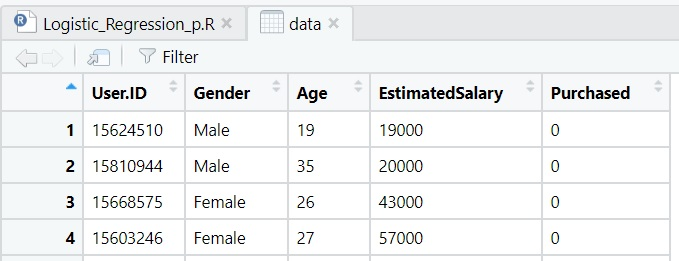 Logistic_Regression_p.R data
Filter
User.ID Gender Age EstimatedSalary Purchased
1 15624510 Male 19 19000 0
2 15810944 Male 35 20000 0
3 15668575 Female 26 43000 0
4 15603246 Female 27 57000 0